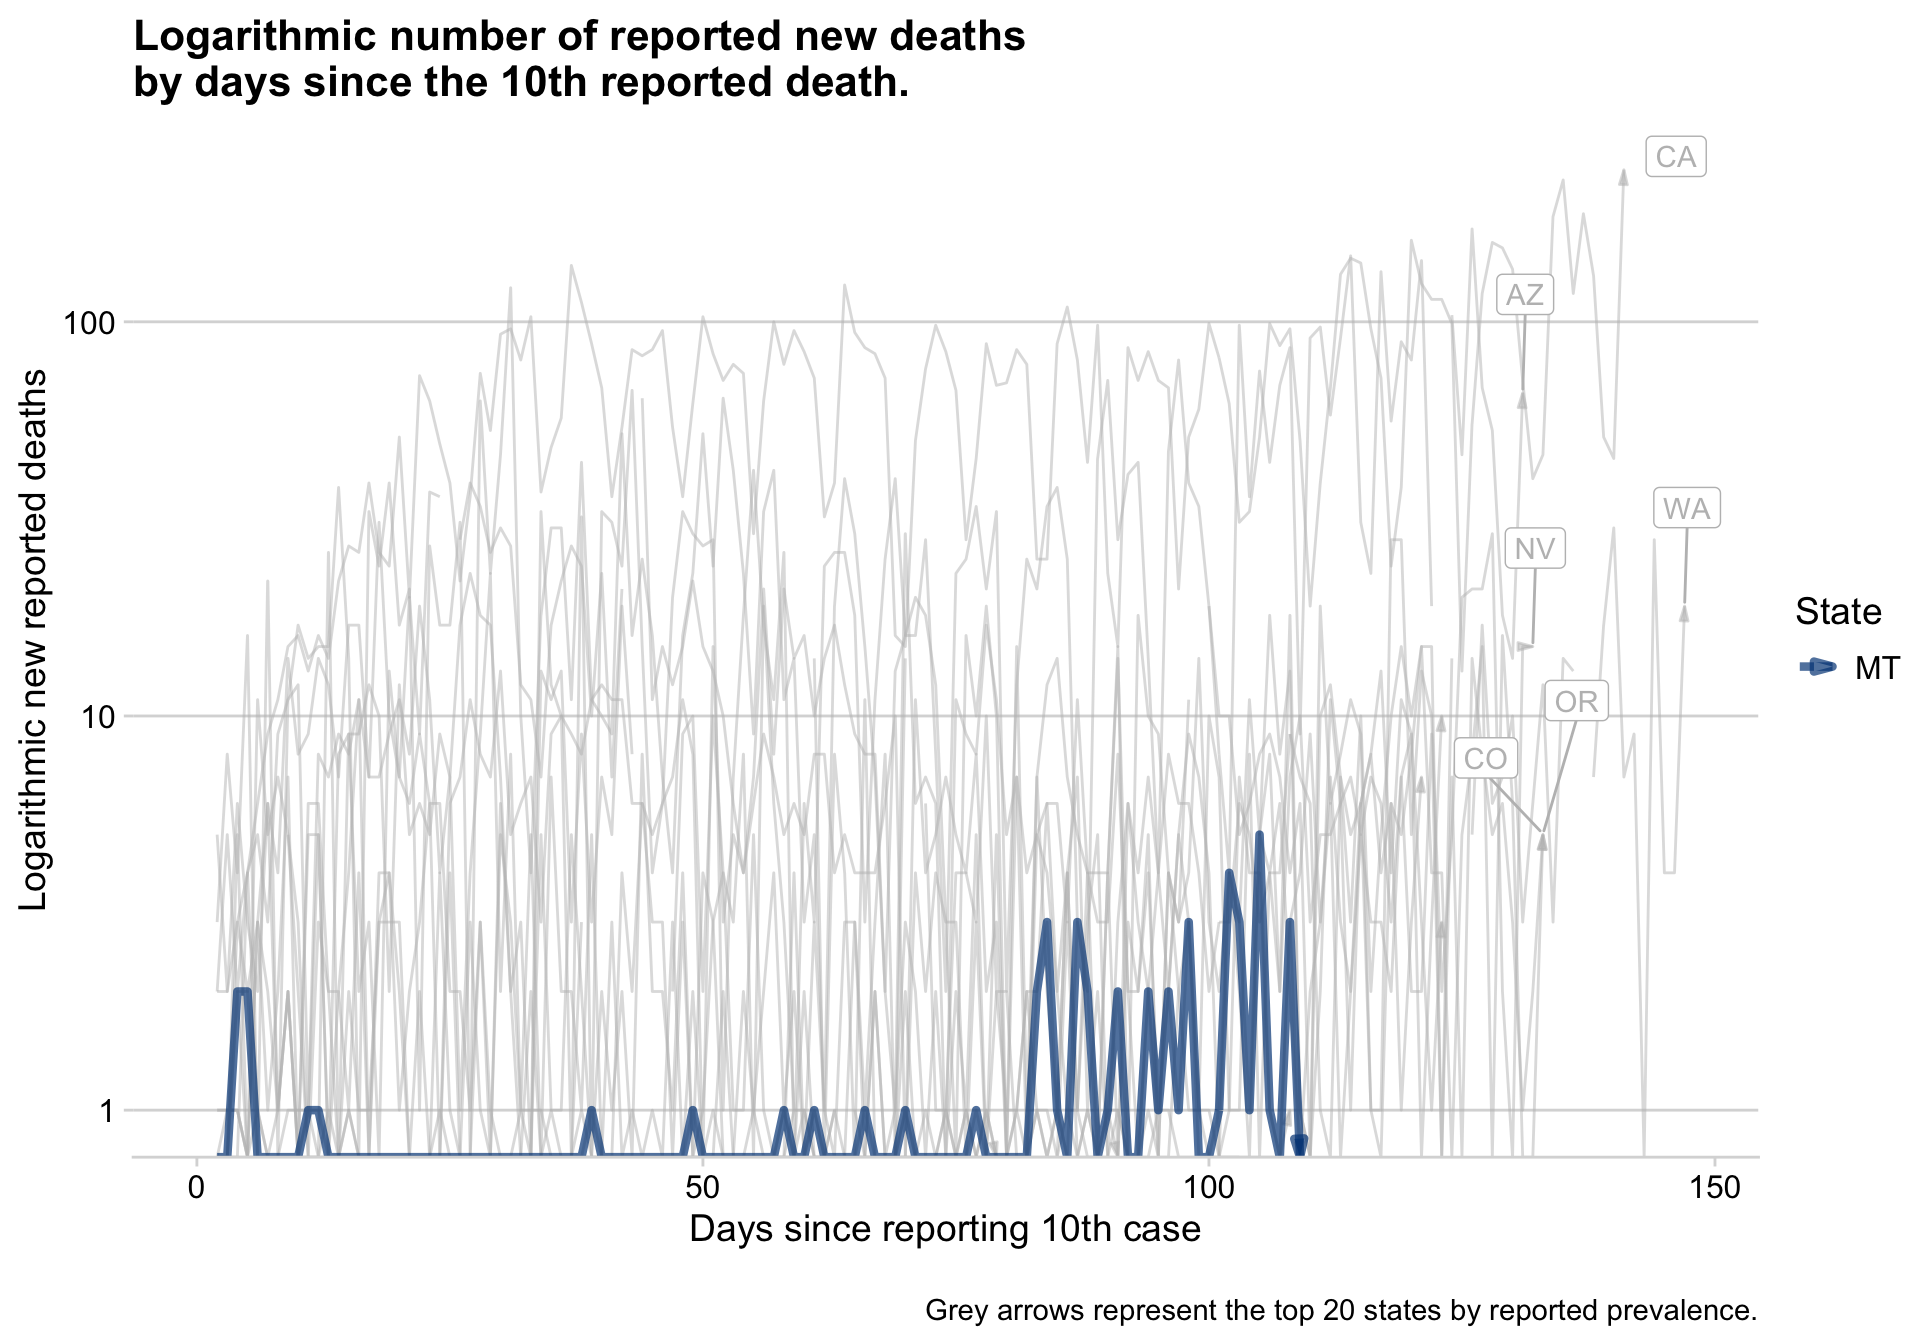 Logarithmic number of reported new deaths
by days since the 10th reported death.
CA
AZ
100
WA
NV
OR
10
CO
1
Logarithmic new reported deaths
State
MT
0
50
100
150
Days since reporting 10th case
Grey arrows represent the top 20 states by reported prevalence.